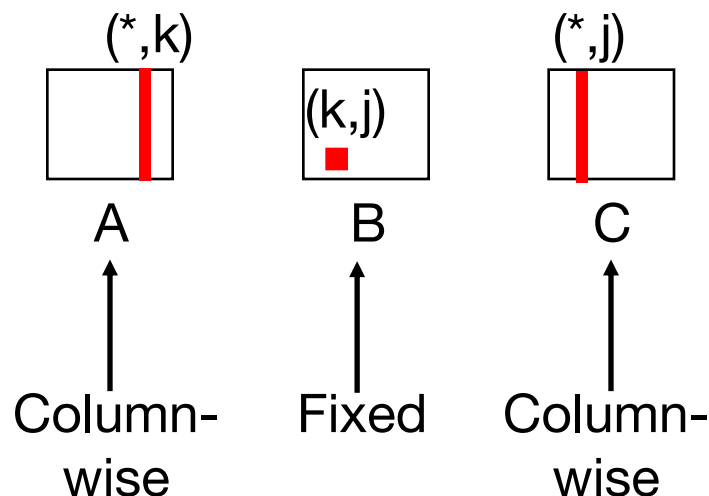 (*,k)
(*,j)
(k,j)
A
B
C
Column-
wise
Fixed
Column-
wise